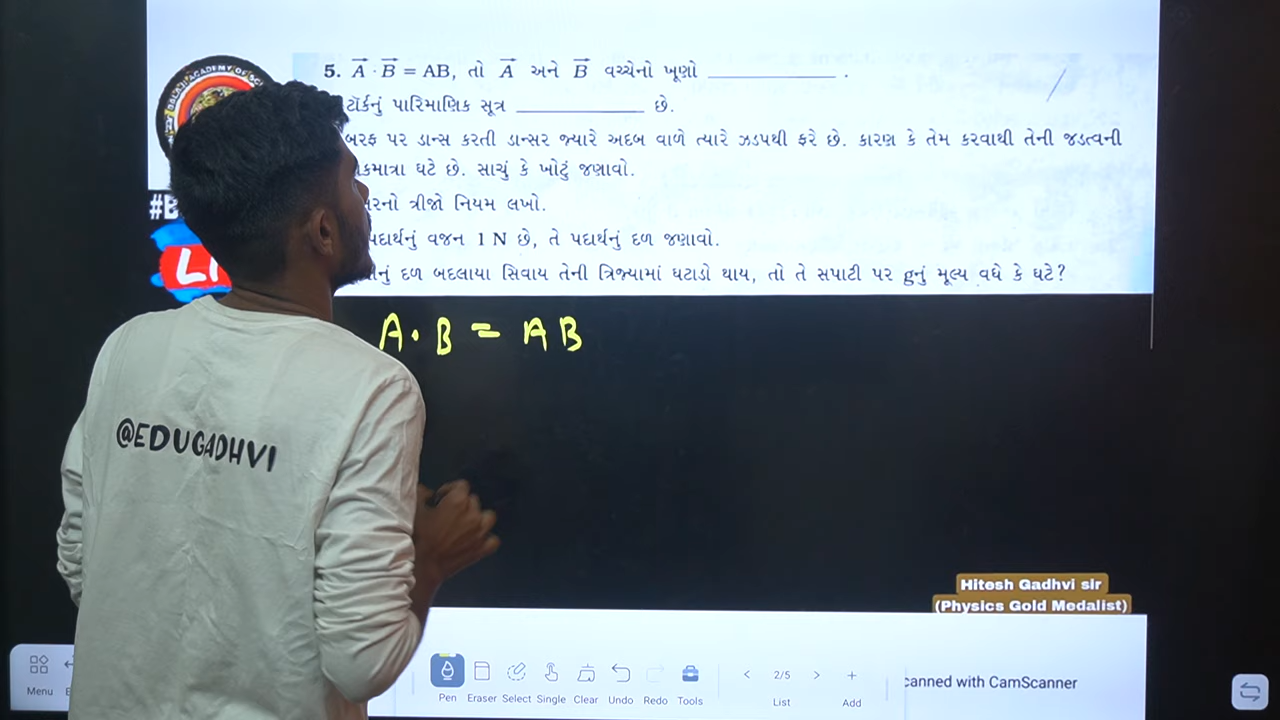 5. A · B = AB, તો A અને B વચ્ચેનો ખૂણો ____________ .
ટૉર્કનું પારિમાણિક સૂત્ર ____________ છે.
બરફ પર ડાન્સ કરતી ડાન્સર જ્યારે અદબ વાળે ત્યારે ઝડપથી ફરે છે. કારણ કે તેમ કરવાથી તેની જડત્વની
ઘટે છે. સાચું કે ખોટું જણાવો.
ત્રીજો નિયમ લખો.
પદાર્થનું વજન 1 N છે, તે પદાર્થનું દળ જણાવો.
દળ બદલાયા સિવાય તેની ત્રિજ્યામાં ઘટાડો થાય, તો તે સપાટી પર gનું મૂલ્ય વધે કે ઘટે?
A · B = A B
@EDUGADHVI
Hitesh Gadhvi sir
(Physics Gold Medalist)
Menu
Pen Eraser Select Single Clear Undo Redo Tools
< 2/5 > +
List Add
canned with CamScanner